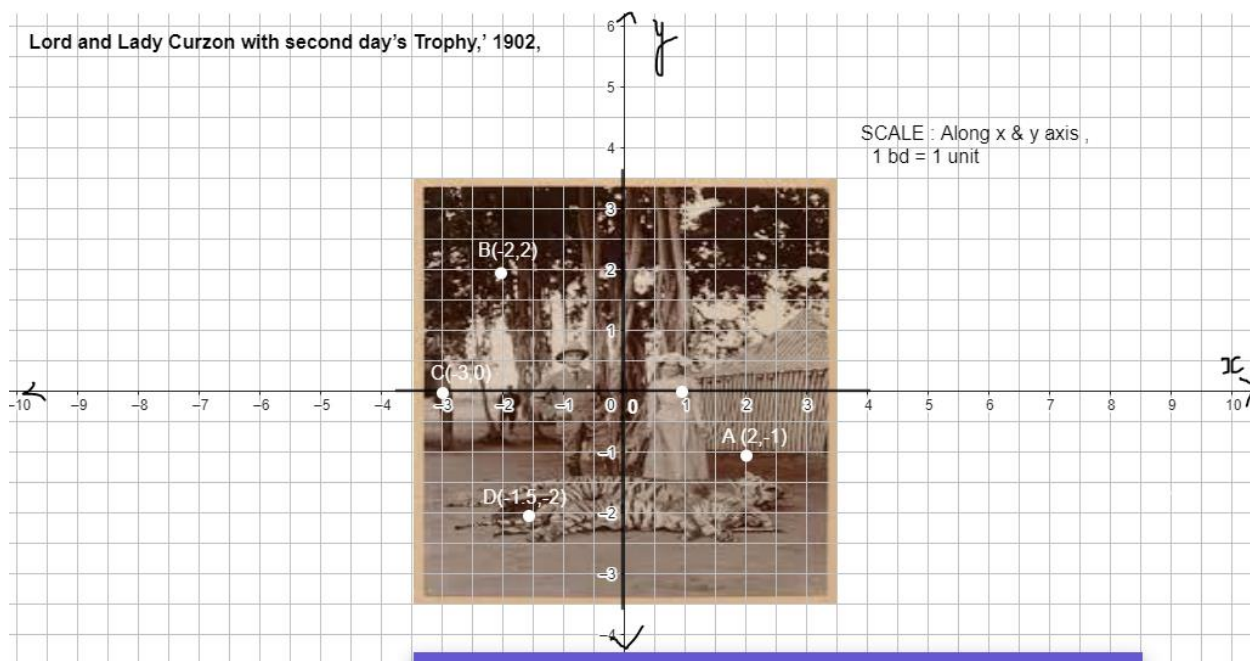 Lord and Lady Curzon with second day's Trophy,' 1902,
y
6
5
4
3
2
1
SCALE : Along x & y axis ,
1 bd = 1 unit
B(-2,2)
C(-3,0)
x
−10 −9 −8 −7 −6 −5 −4 −3 −2 −1 0 0 1 2 3 4 5 6 7 8 9 10
A (2,-1)
−1
D(-1.5,-2)
−2
−3
−4